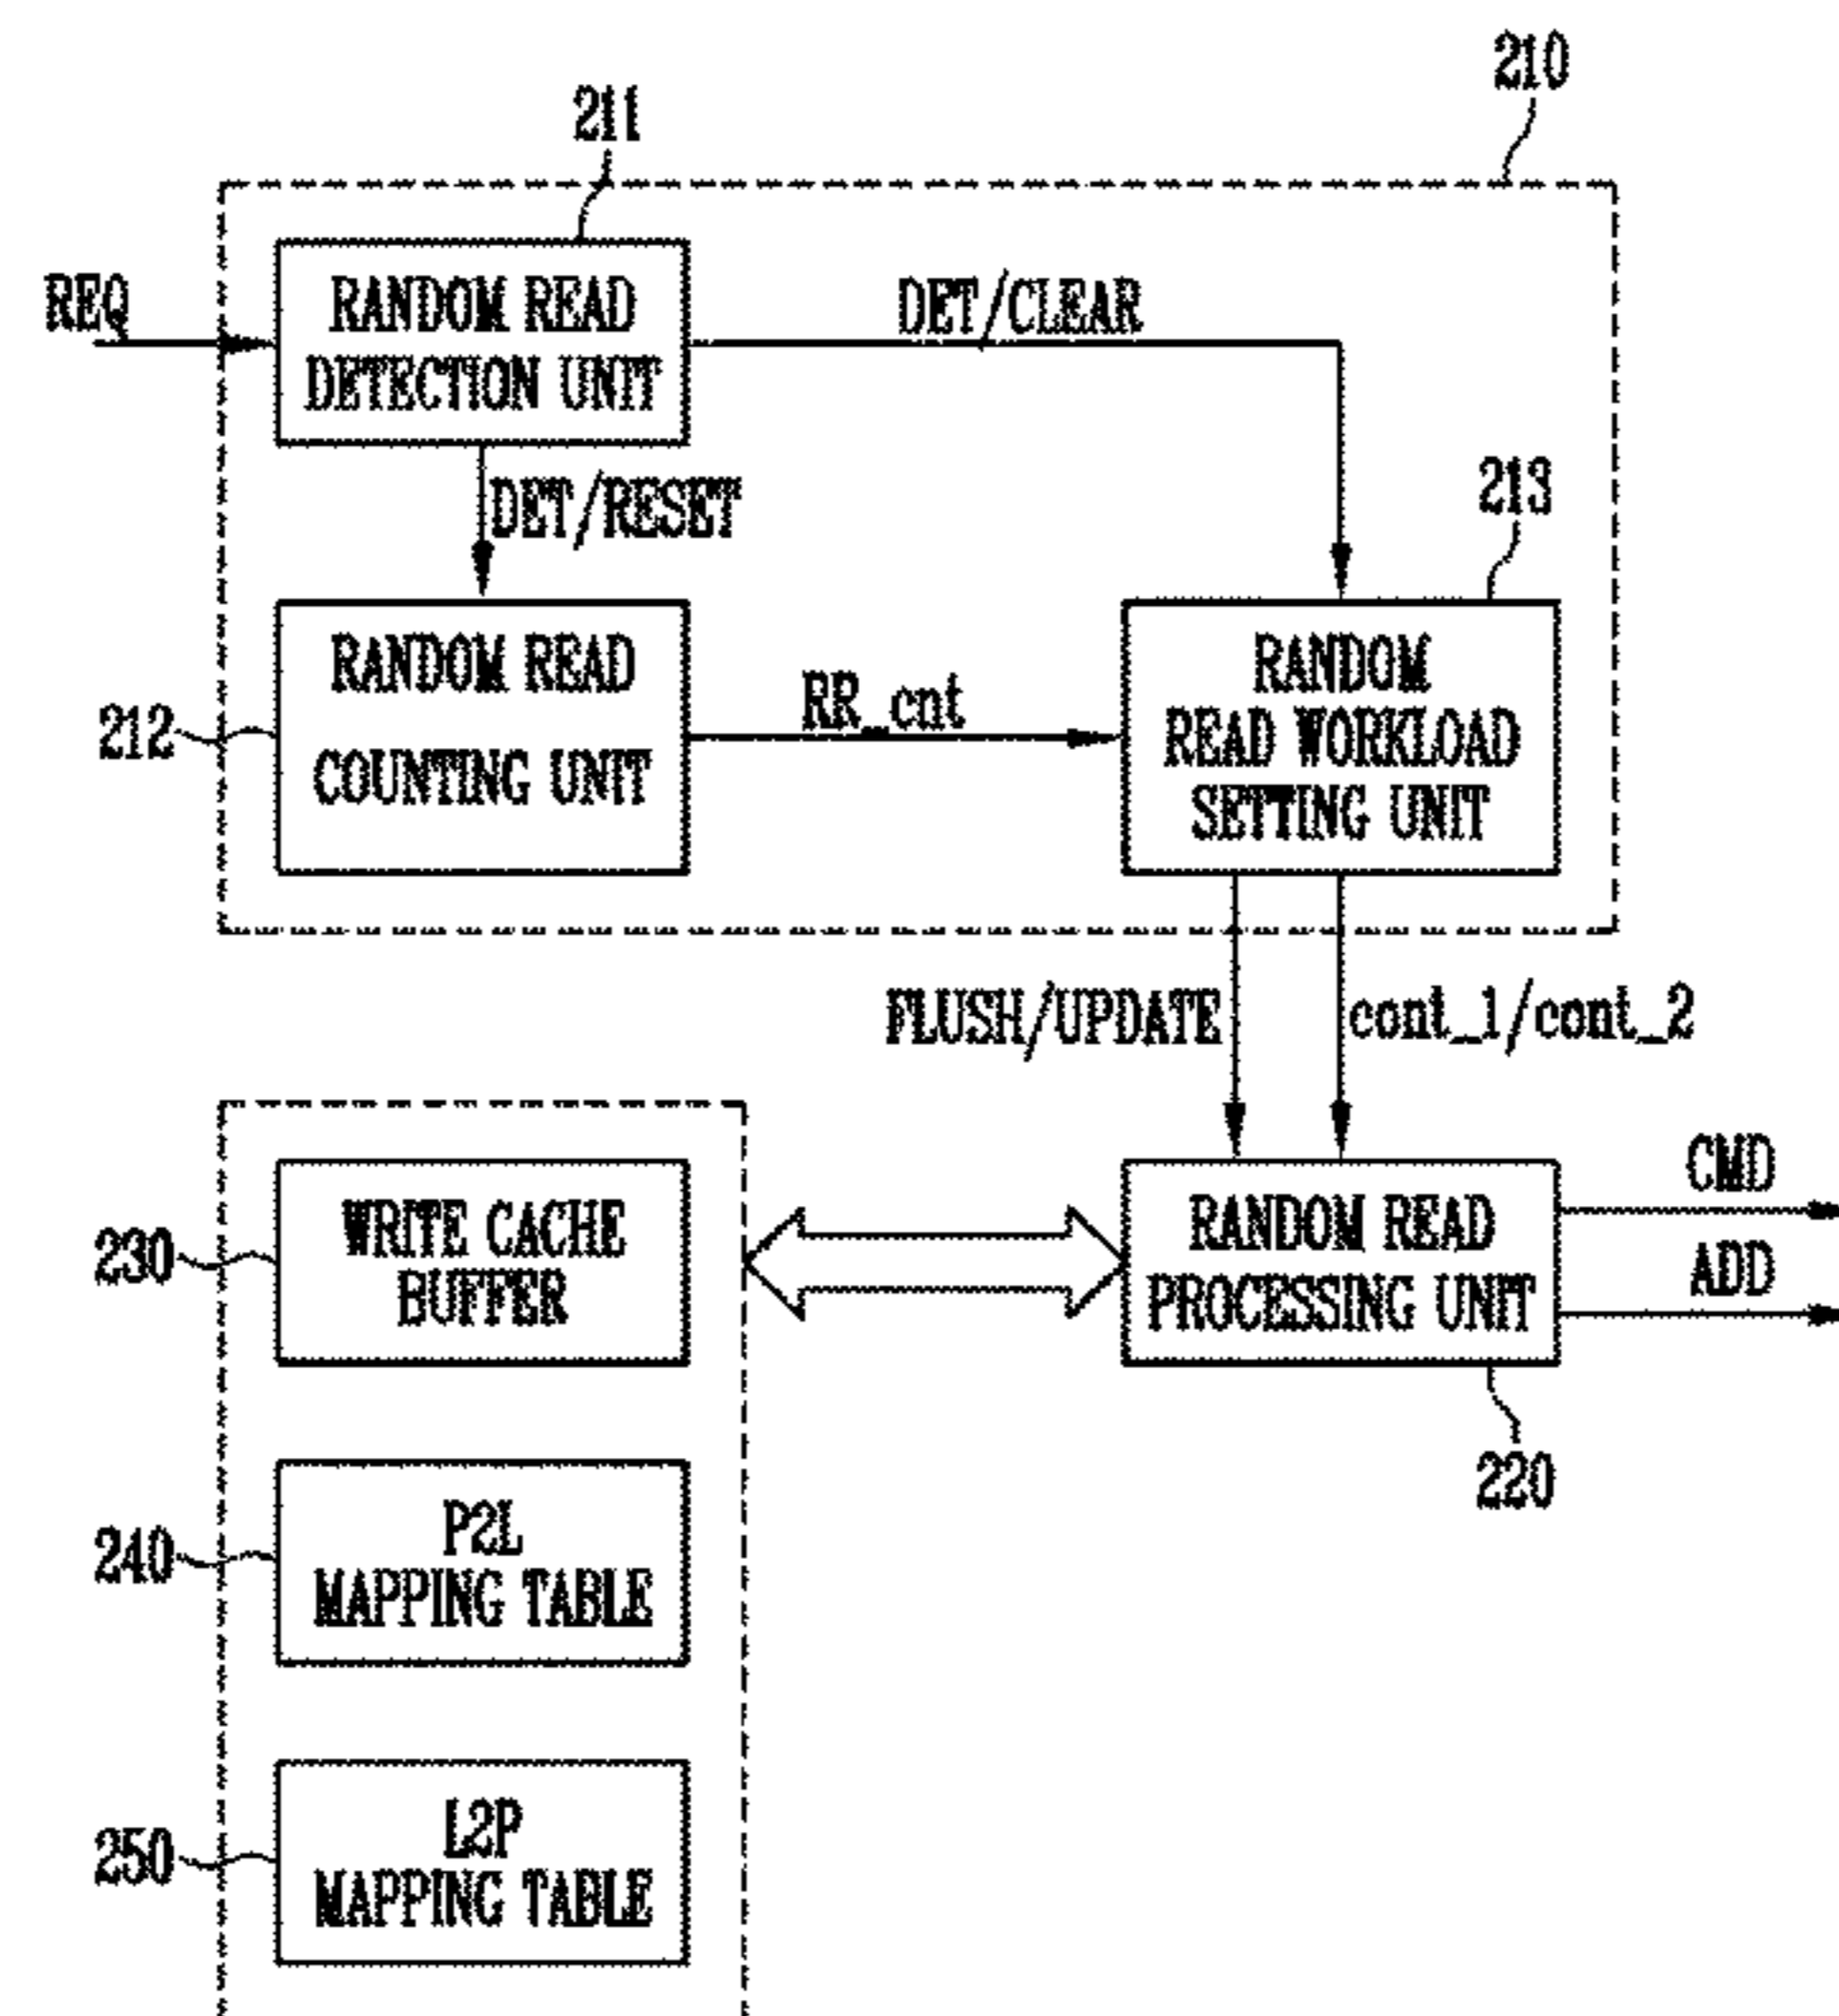 210
211
REQ
RANDOM READ
DETECTION UNIT
DET/CLEAR
DET/RESET
213
212
RANDOM READ
COUNTING UNIT
RR_cnt
RANDOM
READ WORKLOAD
SETTING UNIT
FLUSH/UPDATE
cont_1/cont_2
230
WRITE CACHE
BUFFER
RANDOM READ
PROCESSING UNIT
CMD
ADD
220
240
P2L
MAPPING TABLE
250
L2P
MAPPING TABLE